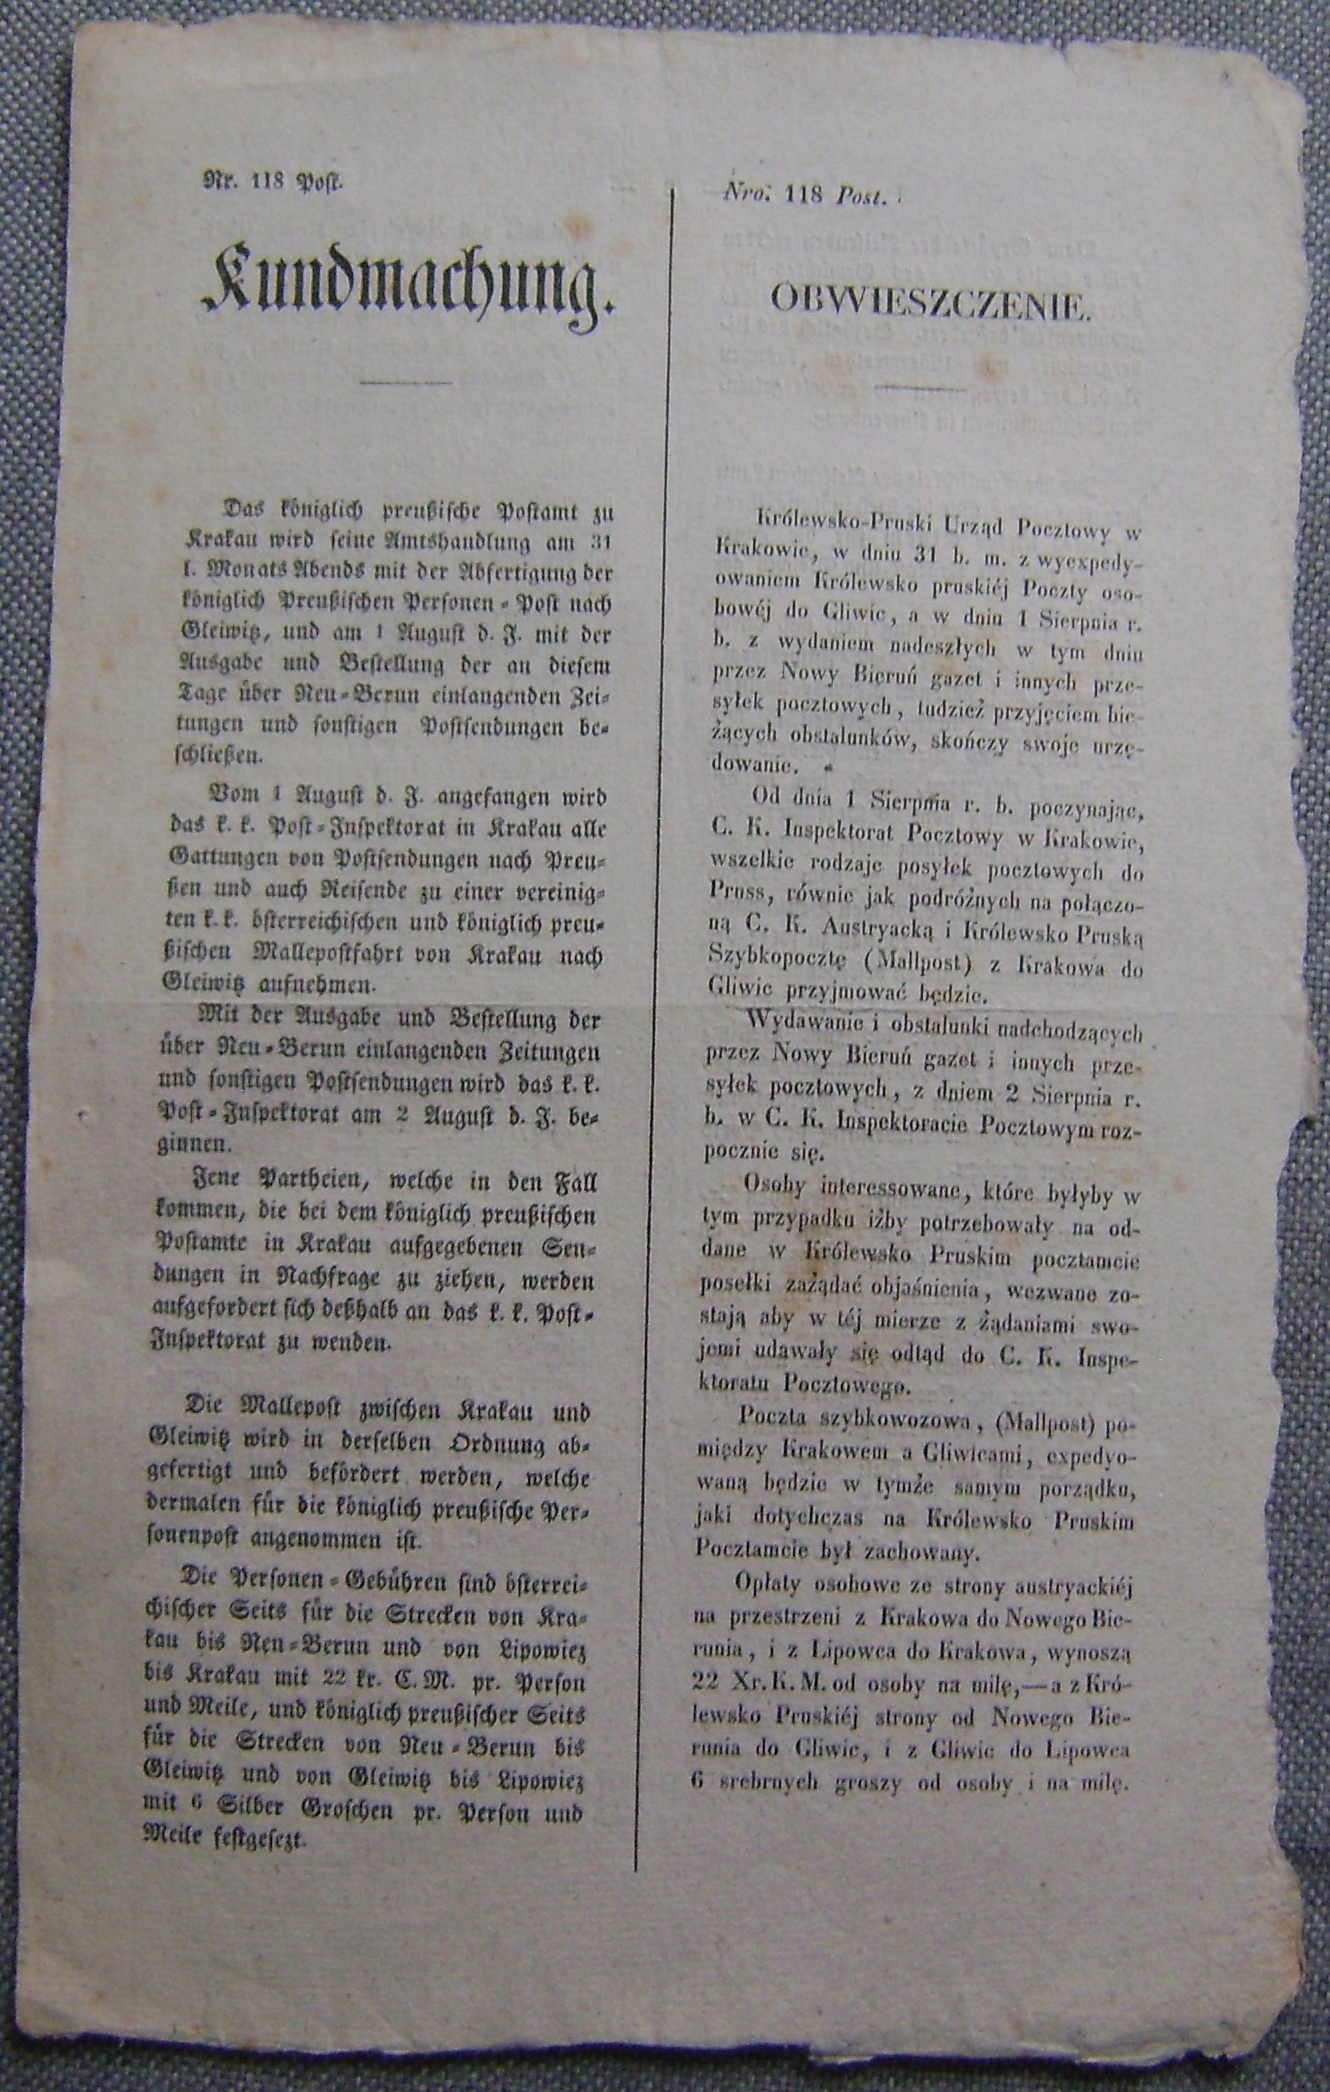 Nr. 118 Post.
Kundmachung.
Das königlich preußische Postamt zu
Krakau wird seine Amtshandlung am 31
l. Monats Abends mit der Abfertigung der
königlich Preußischen Personen-Post nach
Gleiwitz, und am 1 August d. J. mit der
Ausgabe und Bestellung der an diesem
Tage über Neu-Berun einlangenden Zei-
tungen und sonstigen Postsendungen be-
schließen.
Vom 1 August d. J. angefangen wird
das k. k. Post-Inspektorat in Krakau alle
Gattungen von Postsendungen nach Preu-
ßen und auch Reisende zu einer vereinig-
ten k. k. österreichischen und königlich preu-
ßischen Mallepostfahrt von Krakau nach
Gleiwitz aufnehmen.
Mit der Ausgabe und Bestellung der
über Neu-Berun einlangenden Zeitungen
und sonstigen Postsendungen wird das k. k.
Post-Inspektorat am 2 August d. J. be-
ginnen.
Jene Partheien, welche in den Fall
kommen, die bei dem königlich preußischen
Postamte in Krakau aufgegebenen Sen-
dungen in Nachfrage zu ziehen, werden
aufgefordert sich deßhalb an das k. k. Post-
Inspektorat zu wenden.
Die Mallepost zwischen Krakau und
Gleiwitz wird in derselben Ordnung ab-
gefertigt und befördert werden, welche
dermalen für die königlich preußische Per-
sonenpost angenommen ist.
Die Personen-Gebühren sind österrei-
chischer Seits für die Strecken von Kra-
kau bis Neu-Berun und von Lipowiez
bis Krakau mit 22 kr. C. M. pr. Person
und Meile, und königlich preußischer Seits
für die Strecken von Neu-Berun bis
Gleiwitz und von Gleiwitz bis Lipowiez
mit 6 Silber Groschen pr. Person und
Meile festgesezt.
Nro. 118 Post.
OBWIESZCZENIE.
Królewsko-Pruski Urząd Pocztowy w
Krakowie, w dniu 31 b. m. z wyexpedy-
owaniem Królewsko pruskiéj Poczty oso-
bowéj do Gliwic, a w dniu 1 Sierpnia r.
b. z wydaniem nadeszłych w tym dniu
przez Nowy Bieruń gazet i innych prze-
syłek pocztowych, tudzież przyjęciem bie-
żących obstalunków, skończy swoje urzę-
dowanie.
Od dnia 1 Sierpnia r. b. poczynając,
C. K. Inspektorat Pocztowy w Krakowie,
wszelkie rodzaje posyłek pocztowych do
Pruss, równie jak podróżnych na połączo-
ną C. K. Austryacką i Królewsko Pruską
Szybkopocztę (Mallpost) z Krakowa do
Gliwic przyjmować będzie.
Wydawanie i obstalunki nadchodzących
przez Nowy Bieruń gazet i innych prze-
syłek pocztowych, z dniem 2 Sierpnia r.
b. w C. K. Inspektoracie Pocztowym roz-
pocznie się.
Osoby interessowane, które byłyby w
tym przypadku iżby potrzebowały na od-
dane w Królewsko Pruskim pocztamcie
posełki zażądać objaśnienia, wezwane zo-
stają aby w téj mierze z żądaniami swo-
jemi udawały się odtąd do C. K. Inspe-
ktoratu Pocztowego.
Poczta szybkowozowa, (Mallpost) po-
między Krakowem a Gliwicami, expedyo-
waną będzie w tymże samym porządku,
jaki dotychczas na Królewsko Pruskim
Pocztamcie był zachowany.
Opłaty osobowe ze strony austryackiéj
na przestrzeni z Krakowa do Nowego Bie-
runia, i z Lipowca do Krakowa, wynoszą
22 Xr. K. M. od osoby na milę,—a z Kró-
lewsko Pruskiéj strony od Nowego Bie-
runia do Gliwic, i z Gliwic do Lipowca
6 srebrnych groszy od osoby i na milę.